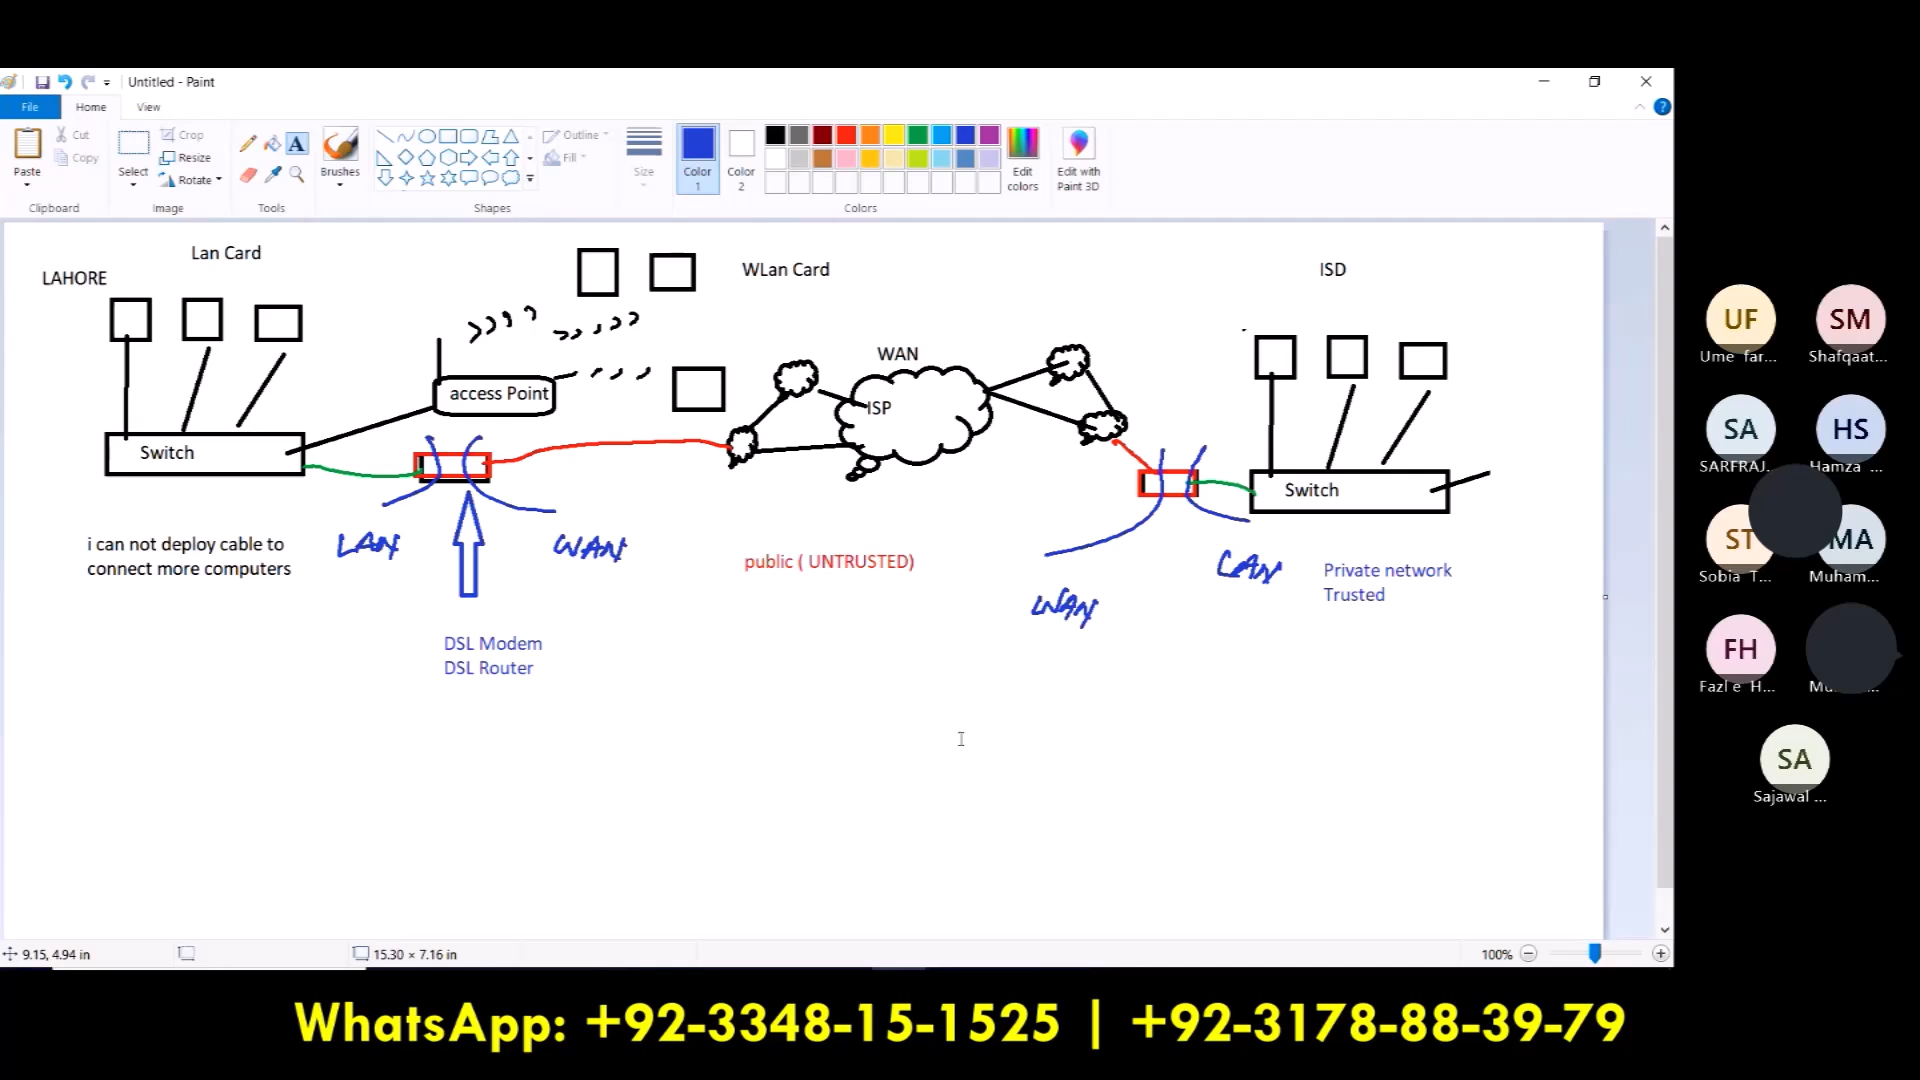 Untitled - Paint
File
Home
View
Paste
Cut
Copy
Clipboard
Select
Crop
Resize
Rotate
Image
A
Tools
Brushes
Shapes
Outline
Fill
Size
Color
1
Color
2
Edit
colors
Edit with
Paint 3D
Colors
Lan Card
LAHORE
WLan Card
ISD
WAN
access Point
ISP
Switch
Switch
i can not deploy cable to
connect more computers
LAN
WAN
public ( UNTRUSTED)
WAN
LAN
Private network
Trusted
DSL Modem
DSL Router
9.15, 4.94 in
15.30 × 7.16 in
100%
UF
Ume far...
SM
Shafqaat...
SA
SARFRAJ...
HS
Hamza ...
ST
Sobia T...
MA
Muham...
FH
Fazl e H...
SA
Sajawal ...
WhatsApp: +92-3348-15-1525 | +92-3178-88-39-79